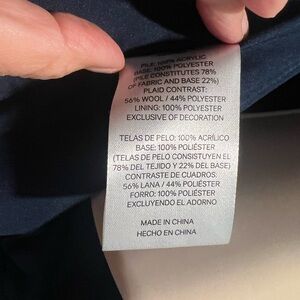 PILE: 100% ACRYLIC
BASE: 100% POLYESTER
(PILE CONSTITUTES 78%
OF FABRIC AND BASE 22%)
PLAID CONTRAST:
56% WOOL / 44% POLYESTER
LINING: 100% POLYESTER
EXCLUSIVE OF DECORATION
TELAS DE PELO: 100% ACRÍLICO
BASE: 100% POLIÉSTER
(TELAS DE PELO CONSISTUYEN EL
78% DEL TEJIDO Y 22% DEL BASE)
CONTRASTE DE CUADROS:
56% LANA / 44% POLIÉSTER
FORRO: 100% POLIÉSTER
EXCLUYENDO EL ADORNO
MADE IN CHINA
HECHO EN CHINA